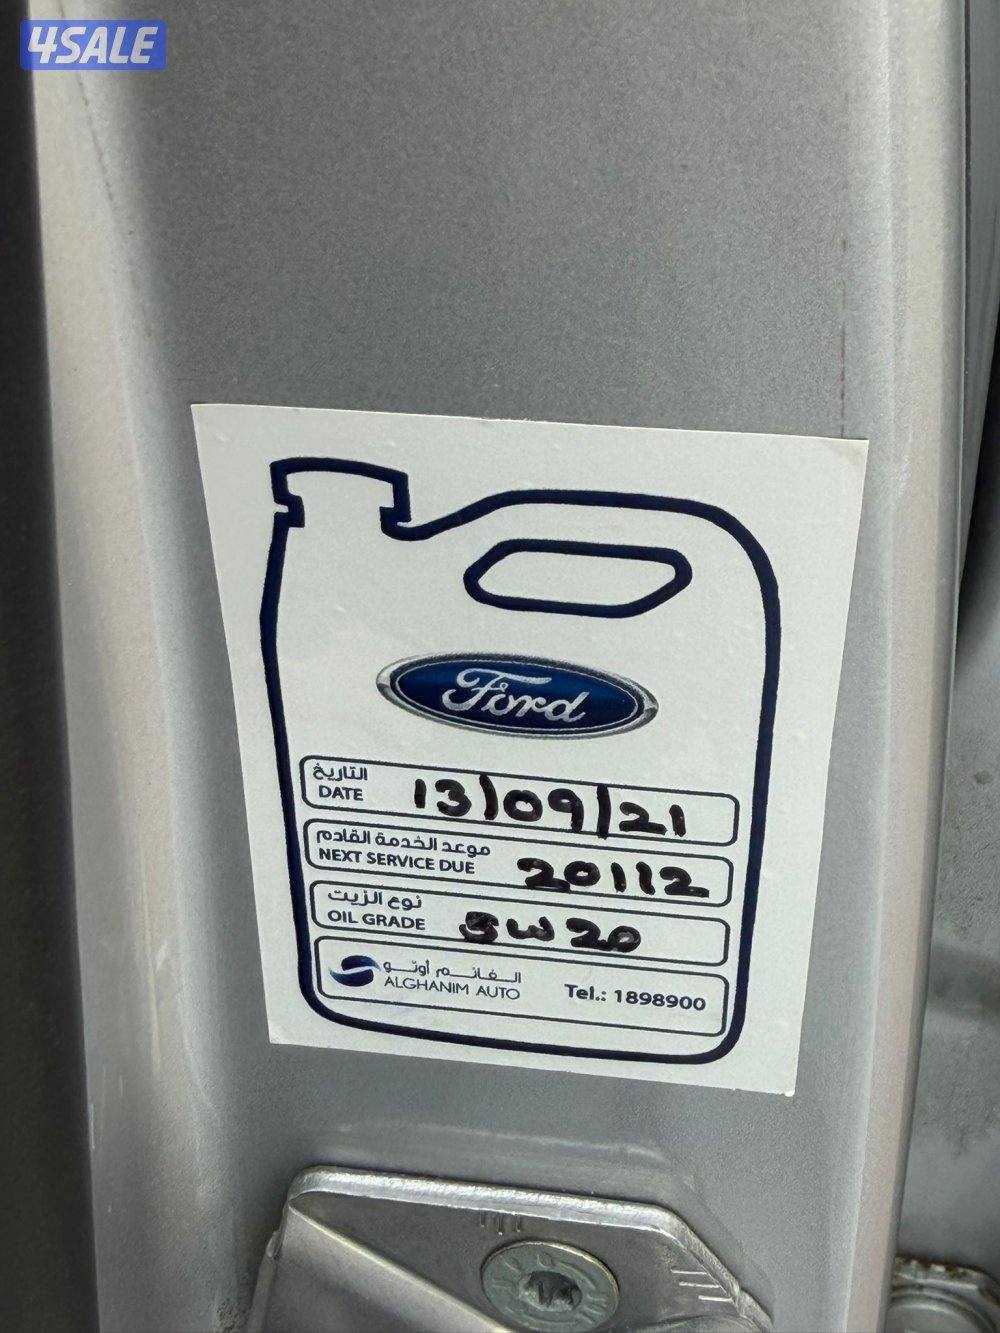 4SALE
Ford
التاريخ
DATE 13/09/21
موعد الخدمة القادم
NEXT SERVICE DUE 20112
نوع الزيت
OIL GRADE 5W20
الغانم أوتو
ALGHANIM AUTO Tel.: 1898900